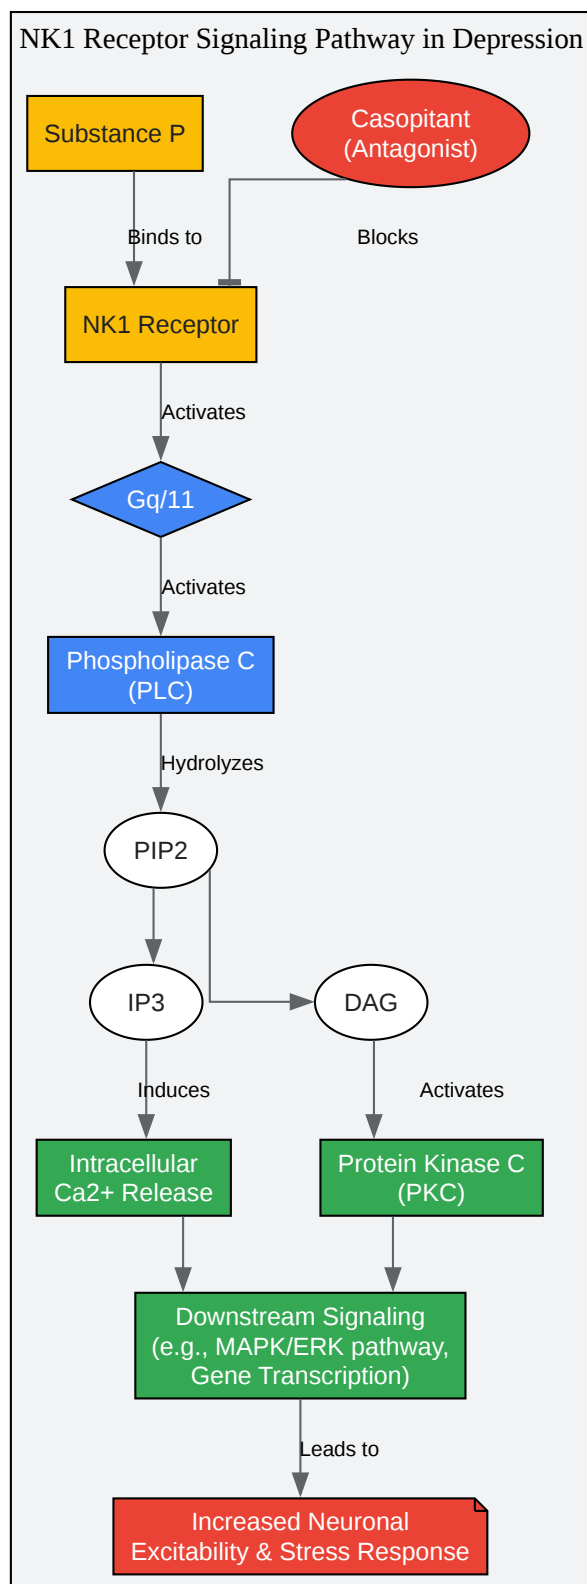 NK1 Receptor Signaling Pathway in Depression
Substance P
Casopitant
(Antagonist)
Binds to
Blocks
NK1 Receptor
Activates
Gq/11
Activates
Phospholipase C
(PLC)
Hydrolyzes
PIP2
IP3
DAG
Induces
Activates
Intracellular
Ca2+ Release
Protein Kinase C
(PKC)
Downstream Signaling
(e.g., MAPK/ERK pathway,
Gene Transcription)
Leads to
Increased Neuronal
Excitability & Stress Response